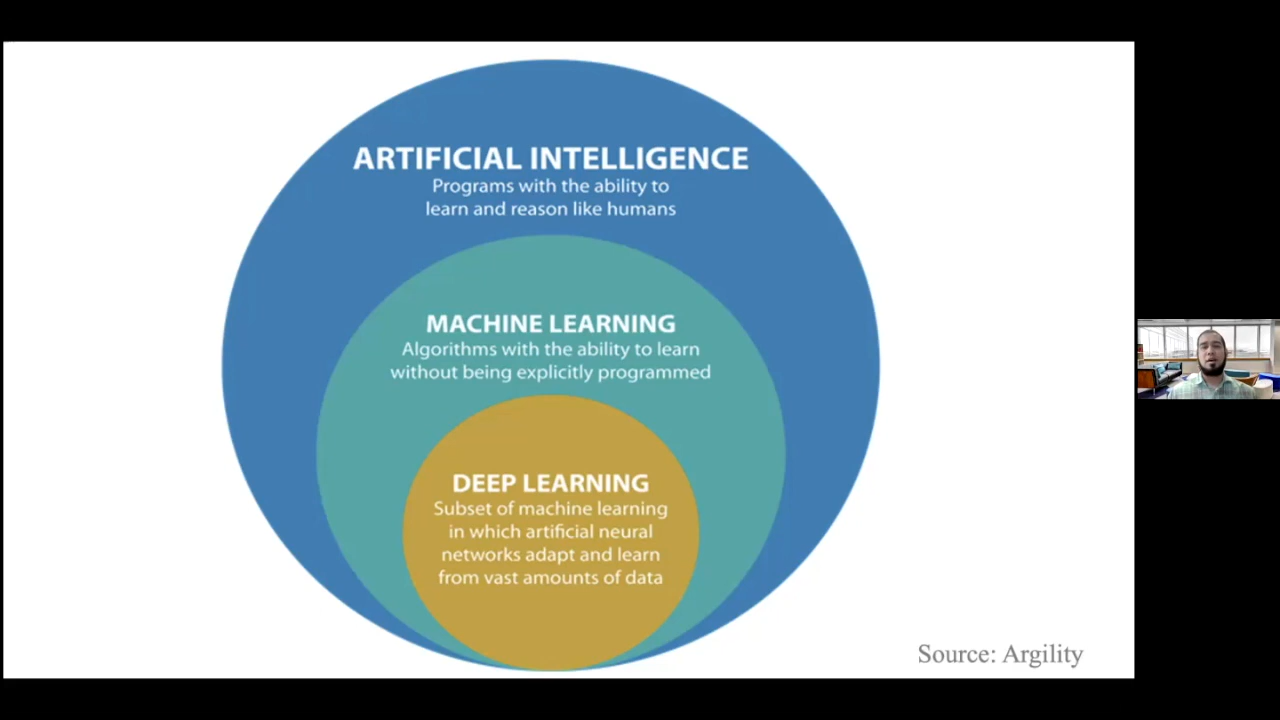 ARTIFICIAL INTELLIGENCE
Programs with the ability to
learn and reason like humans
MACHINE LEARNING
Algorithms with the ability to learn
without being explicitly programmed
DEEP LEARNING
Subset of machine learning
in which artificial neural
networks adapt and learn
from vast amounts of data
Source: Argility